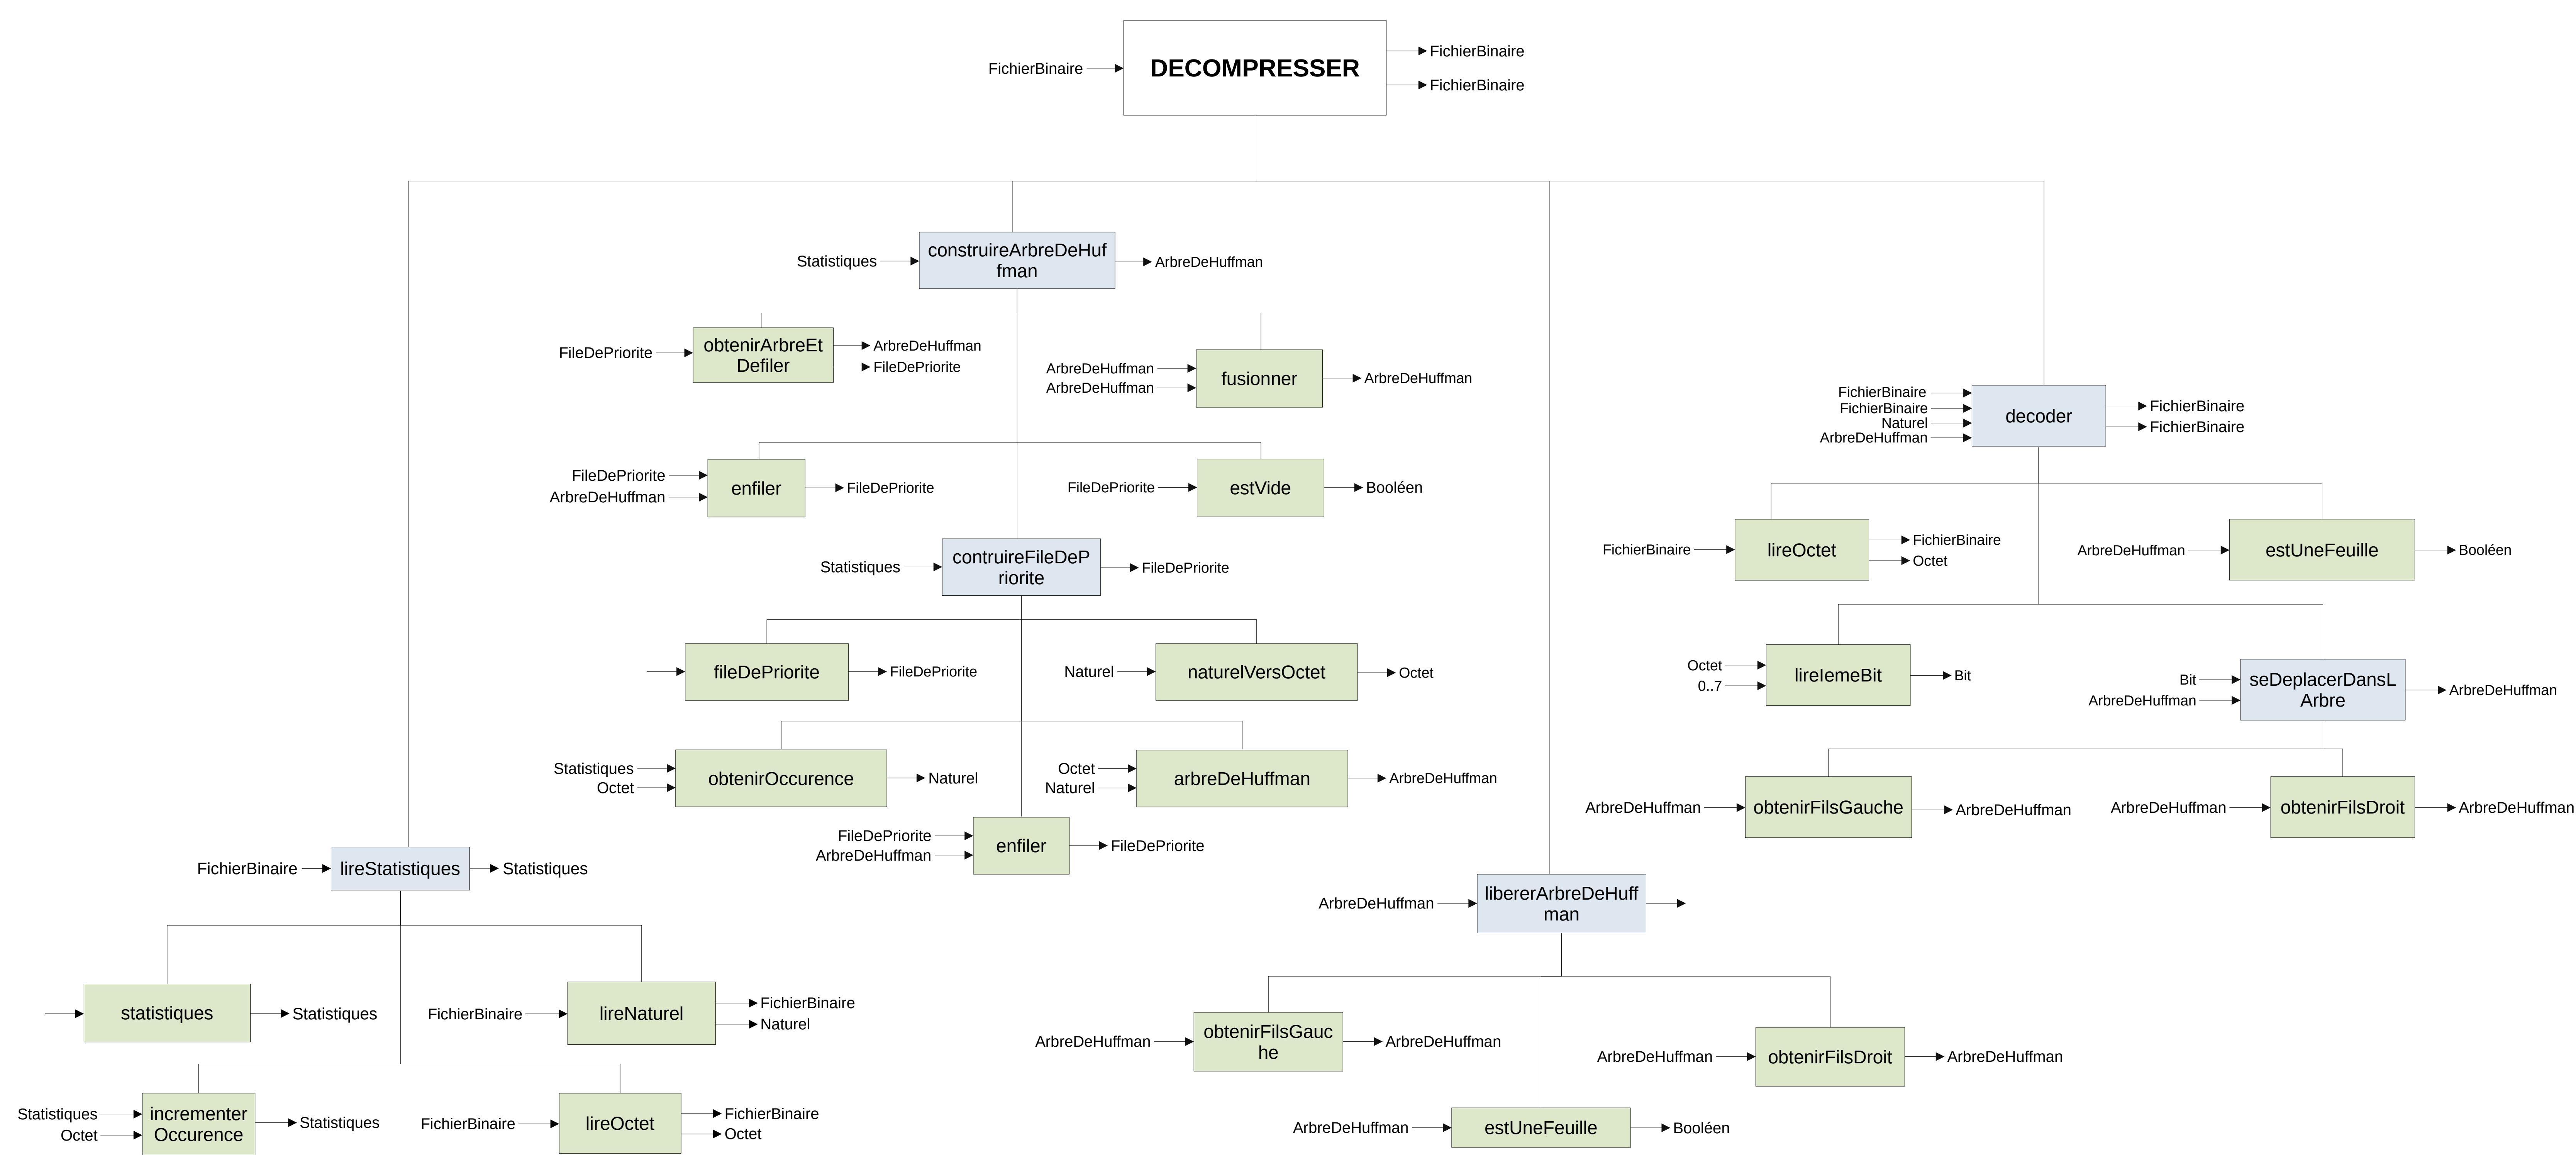 DECOMPRESSER
FichierBinaire
FichierBinaire
FichierBinaire
Statistiques
construireArbreDeHuf
fman
ArbreDeHuffman
FileDePriorite
obtenirArbreEt
Defiler
ArbreDeHuffman
FileDePriorite
ArbreDeHuffman
ArbreDeHuffman
fusionner
ArbreDeHuffman
FileDePriorite
ArbreDeHuffman
enfiler
FileDePriorite
FileDePriorite
estVide
Booléen
Statistiques
contruireFileDeP
riorite
FileDePriorite
fileDePriorite
FileDePriorite
Naturel
naturelVersOctet
Octet
Statistiques
Octet
obtenirOccurence
Naturel
Octet
Naturel
arbreDeHuffman
ArbreDeHuffman
FileDePriorite
ArbreDeHuffman
enfiler
FileDePriorite
FichierBinaire
FichierBinaire
Naturel
ArbreDeHuffman
decoder
FichierBinaire
FichierBinaire
FichierBinaire
lireOctet
FichierBinaire
Octet
ArbreDeHuffman
estUneFeuille
Booléen
Octet
0..7
lireIemeBit
Bit
Bit
ArbreDeHuffman
seDeplacerDansL
Arbre
ArbreDeHuffman
ArbreDeHuffman
obtenirFilsGauche
ArbreDeHuffman
ArbreDeHuffman
obtenirFilsDroit
ArbreDeHuffman
FichierBinaire
lireStatistiques
Statistiques
statistiques
Statistiques
FichierBinaire
lireNaturel
FichierBinaire
Naturel
Statistiques
Octet
incrementer
Occurence
Statistiques
FichierBinaire
lireOctet
FichierBinaire
Octet
ArbreDeHuffman
libererArbreDeHuff
man
ArbreDeHuffman
obtenirFilsGauc
he
ArbreDeHuffman
ArbreDeHuffman
obtenirFilsDroit
ArbreDeHuffman
ArbreDeHuffman
estUneFeuille
Booléen